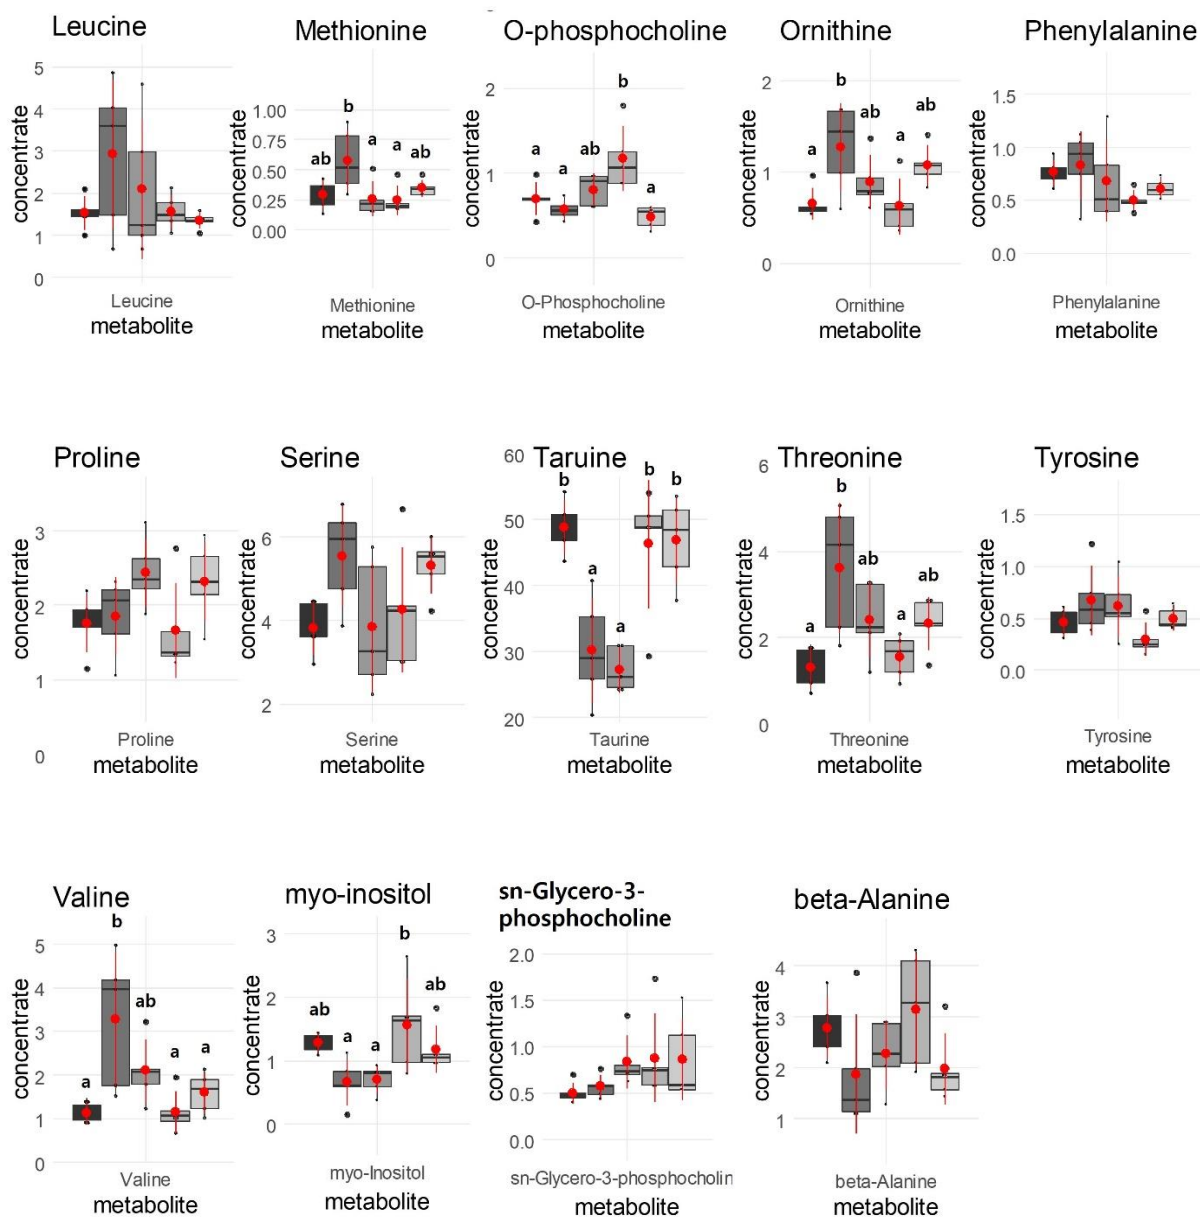 Leucine
concentrate
5
4
3
2
1
0
Leucine
metabolite
Methionine
concentrate
1.00
0.75
0.50
0.25
0.00
ab
b
a
a
ab
Methionine
metabolite
O-phosphocholine
concentrate
2
1
0
a
a
ab
b
a
O-Phosphocholine
metabolite
Ornithine
concentrate
2
1
0
a
b
ab
a
ab
Ornithine
metabolite
Phenylalanine
concentrate
1.5
1.0
0.5
0.0
Phenylalanine
metabolite
Proline
concentrate
3
2
1
0
Proline
metabolite
Serine
concentrate
6
4
2
Serine
metabolite
Taruine
concentrate
60
50
40
30
20
b
a
a
b
b
Taurine
metabolite
Threonine
concentrate
6
4
2
0
a
b
ab
a
ab
Threonine
metabolite
Tyrosine
concentrate
1.5
1.0
0.5
0.0
Tyrosine
metabolite
Valine
concentrate
5
4
3
2
1
0
a
b
ab
a
a
Valine
metabolite
myo-inositol
concentrate
3
2
1
0
ab
a
a
b
ab
myo-Inositol
metabolite
sn-Glycero-3-
phosphocholine
concentrate
2.0
1.5
1.0
0.5
0.0
sn-Glycero-3-phosphocholin
metabolite
beta-Alanine
concentrate
4
3
2
1
beta-Alanine
metabolite